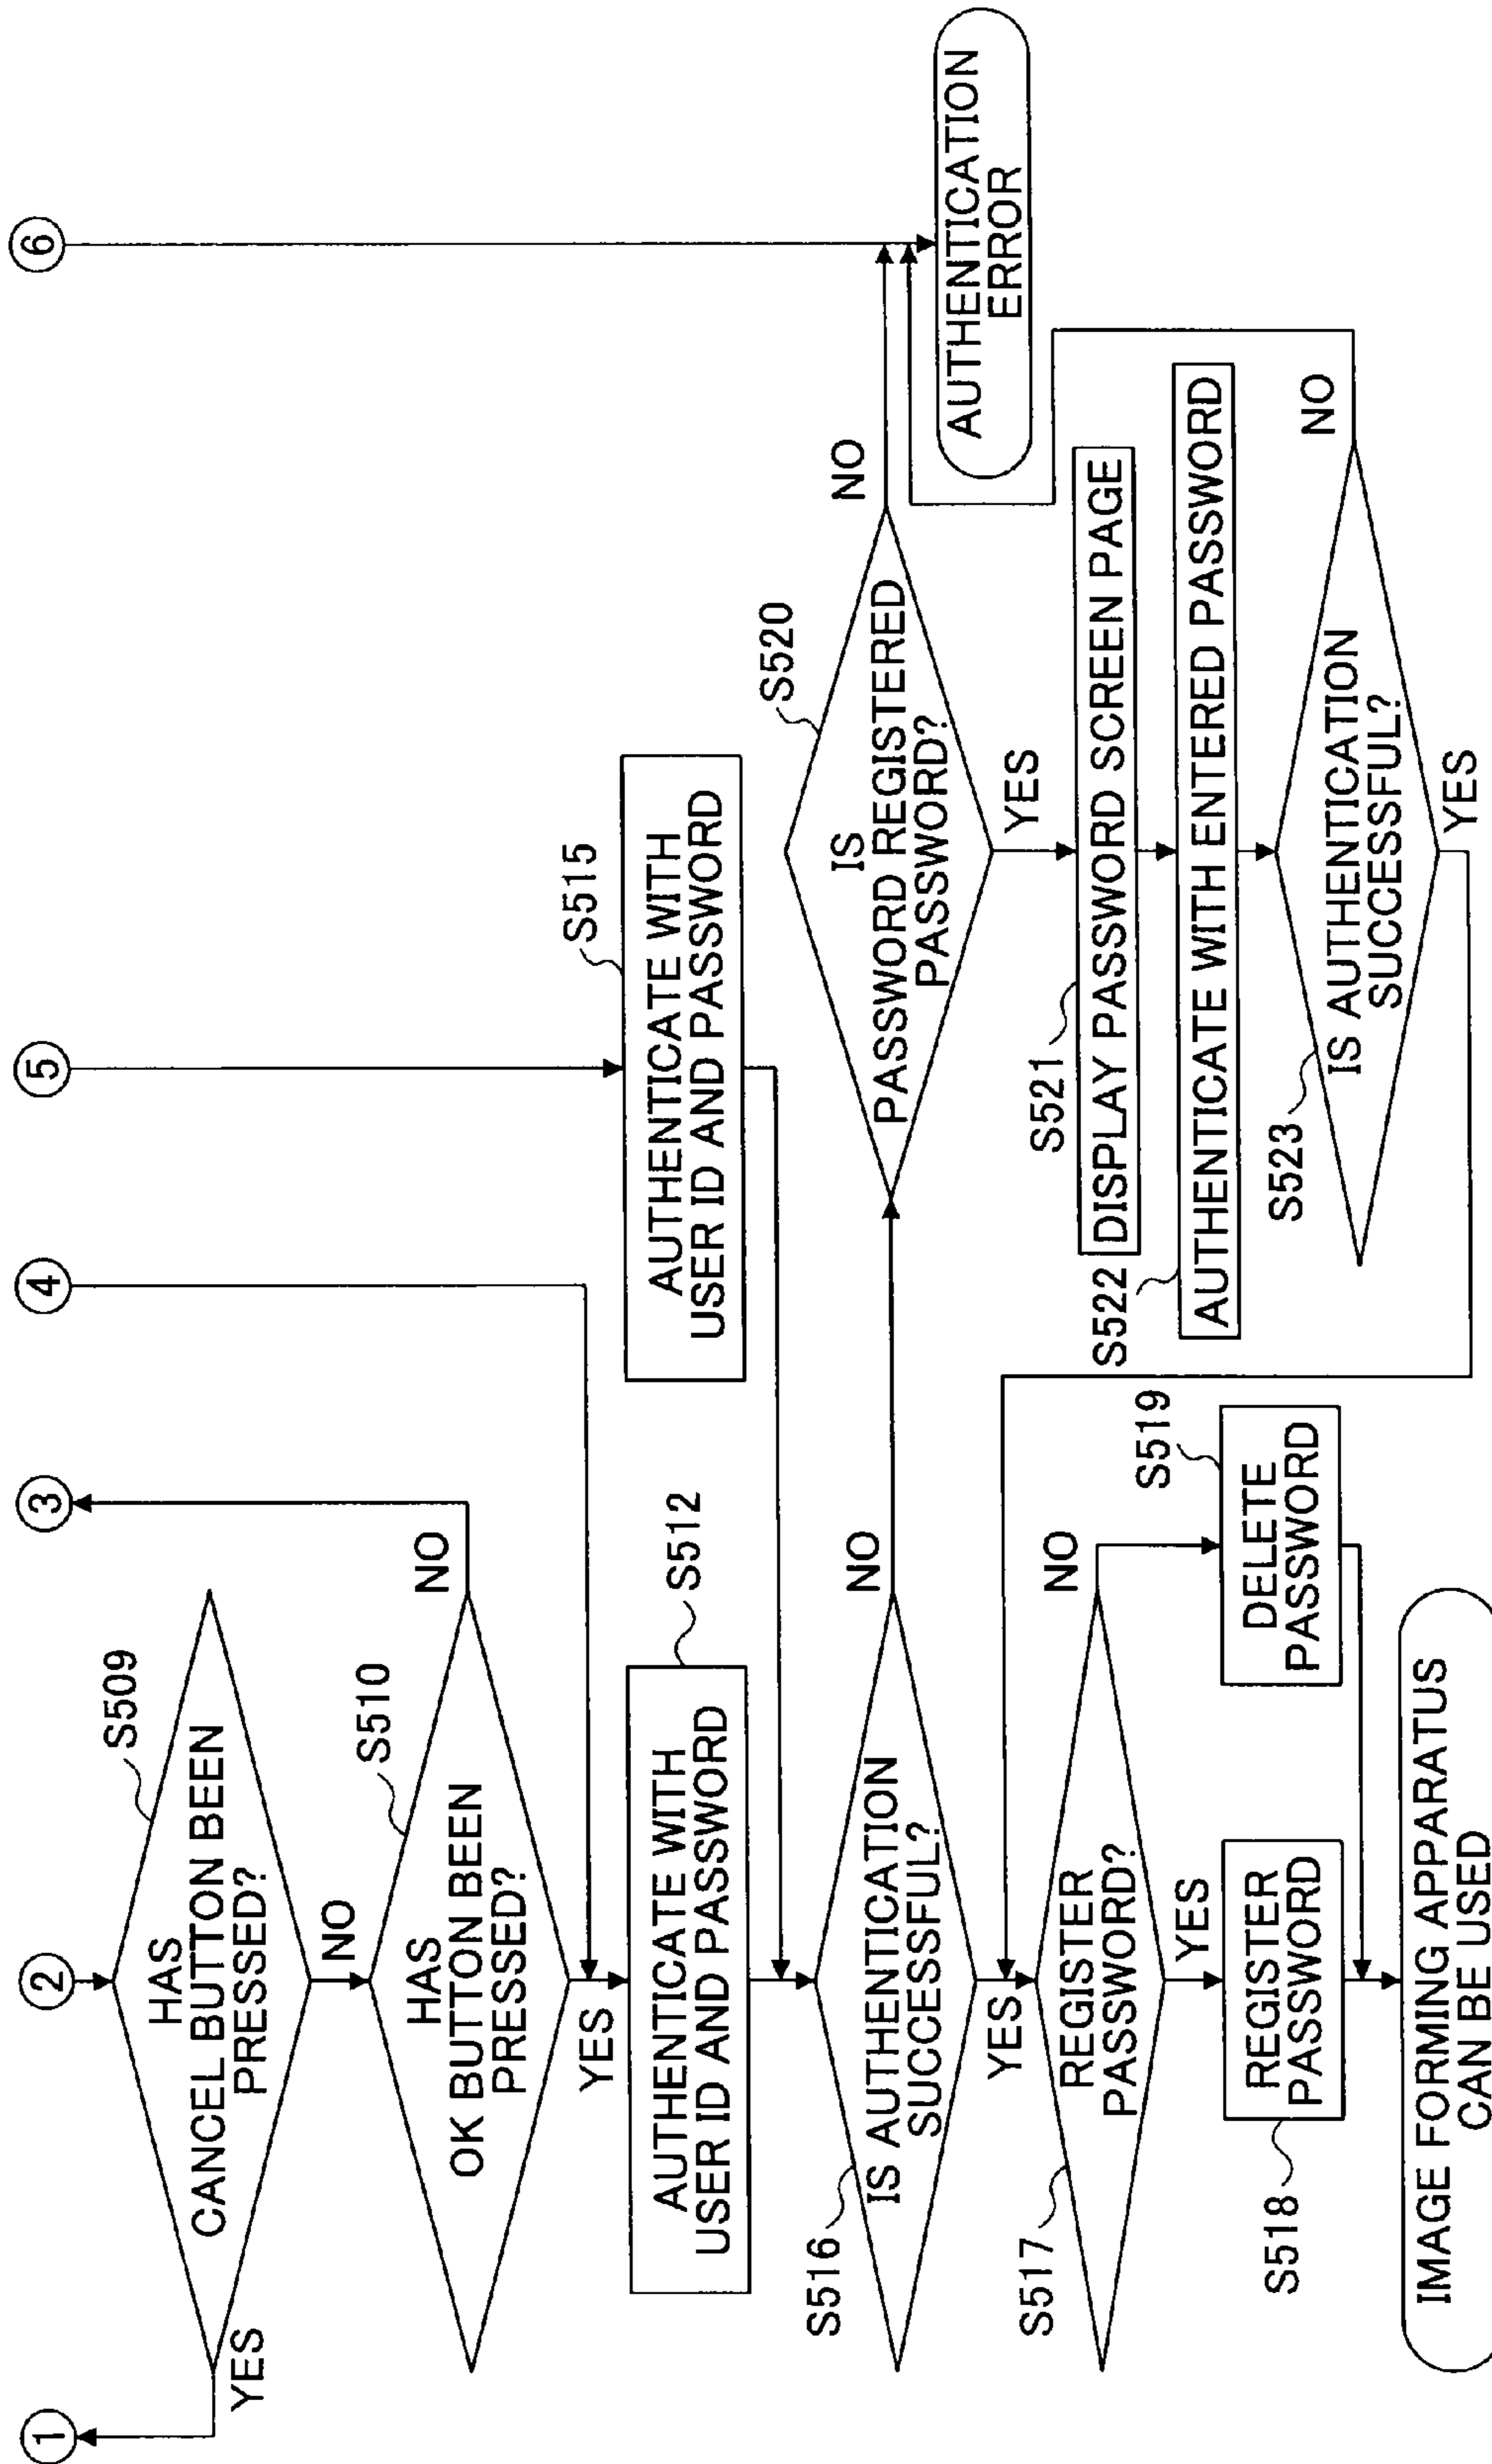 1
2
3
4
5
6
S509
HAS
CANCEL BUTTON BEEN
PRESSED?
YES
NO
S510
HAS
OK BUTTON BEEN
PRESSED?
NO
YES
S512
AUTHENTICATE WITH
USER ID AND PASSWORD
S515
AUTHENTICATE WITH
USER ID AND PASSWORD
S516
IS AUTHENTICATION
SUCCESSFUL?
NO
YES
S520
IS
PASSWORD REGISTERED
PASSWORD?
NO
YES
AUTHENTICATION
ERROR
S517
REGISTER
PASSWORD?
NO
YES
S521
DISPLAY PASSWORD SCREEN PAGE
S522
AUTHENTICATE WITH ENTERED PASSWORD
S518
REGISTER
PASSWORD
S519
DELETE
PASSWORD
S523
IS AUTHENTICATION
SUCCESSFUL?
NO
YES
IMAGE FORMING APPARATUS
CAN BE USED